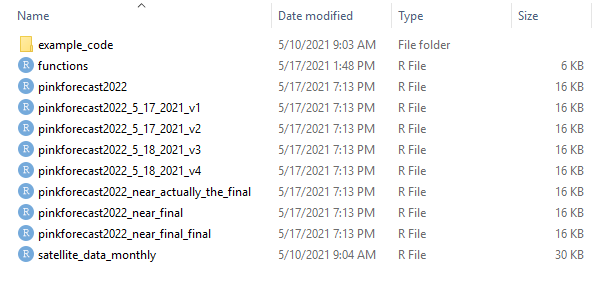 Name Date modified Type Size
example_code 5/10/2021 9:03 AM File folder
R functions 5/17/2021 1:48 PM R File 6 KB
R pinkforecast2022 5/17/2021 7:13 PM R File 16 KB
R pinkforecast2022_5_17_2021_v1 5/17/2021 7:13 PM R File 16 KB
R pinkforecast2022_5_17_2021_v2 5/17/2021 7:13 PM R File 16 KB
R pinkforecast2022_5_18_2021_v3 5/17/2021 7:13 PM R File 16 KB
R pinkforecast2022_5_18_2021_v4 5/17/2021 7:13 PM R File 16 KB
R pinkforecast2022_near_actually_the_final 5/17/2021 7:13 PM R File 16 KB
R pinkforecast2022_near_final 5/17/2021 7:13 PM R File 16 KB
R pinkforecast2022_near_final_final 5/17/2021 7:13 PM R File 16 KB
R satellite_data_monthly 5/10/2021 9:04 AM R File 30 KB